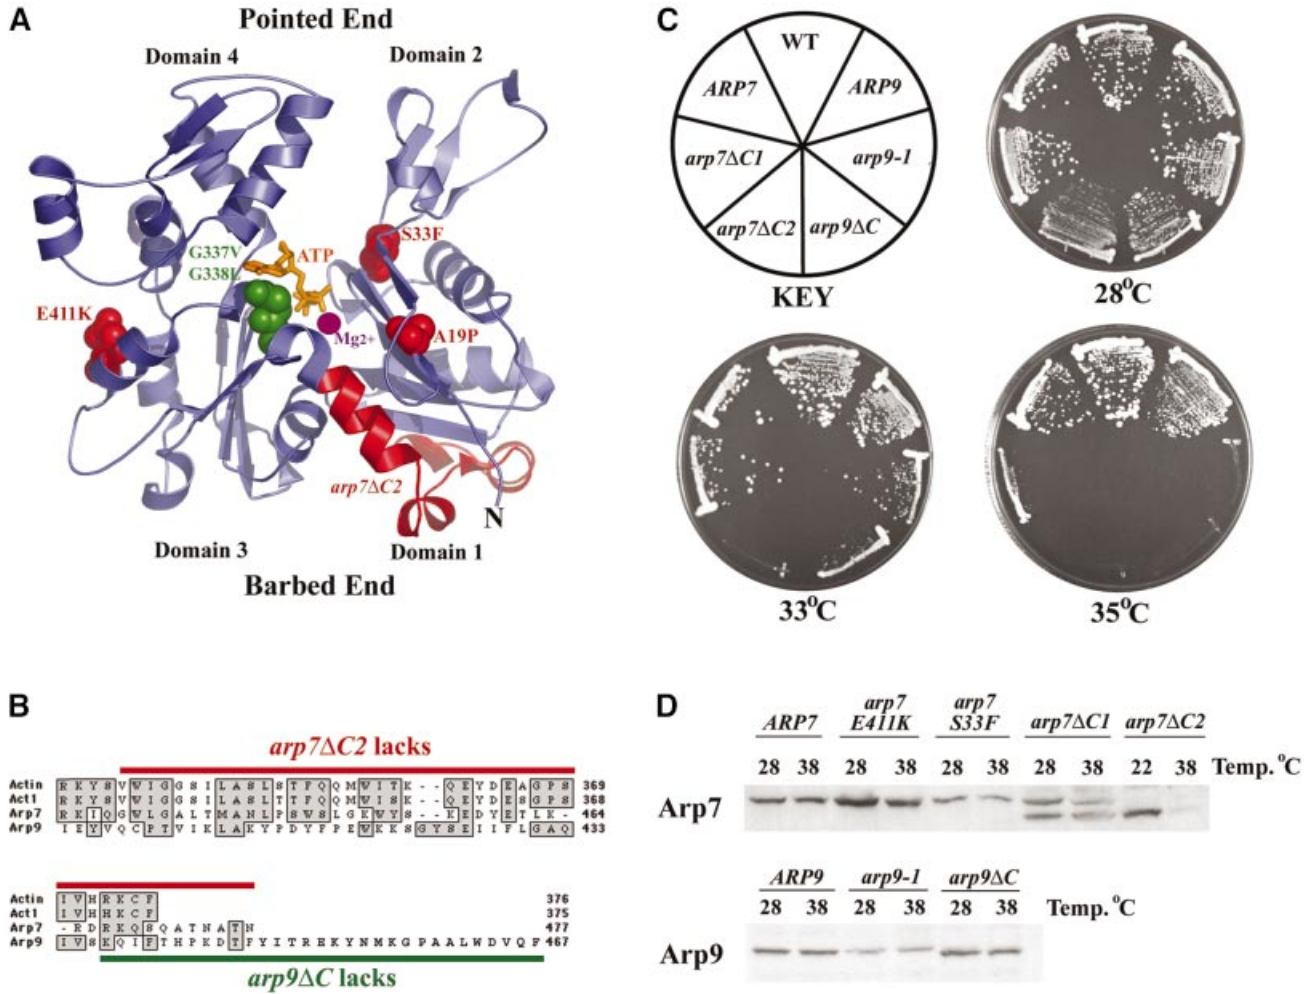 A
Pointed End
Domain 4
Domain 2
G337V
G338L
ATP
S33F
E411K
Mg2+
A19P
arp7ΔC2
N
Domain 3
Domain 1
Barbed End
C
WT
ARP7
ARP9
arp7ΔC1
arp9-1
arp7ΔC2
arp9ΔC
KEY
28°C
33°C
35°C
B
arp7ΔC2 lacks
Actin R K Y S V W I G G S I L A S L S T F Q Q M W I T K - - Q E Y D E A G P S 369
Act1 R K Y S V W I G G S I L A S L T T F Q Q M W I S K - - Q E Y D E S G P S 368
Arp7 R K I Q G W L G A L T M A N L P S W S L G K W Y S - - K E D Y E T L K - 464
Arp9 I E Y V Q C P T V I K L A K Y P D Y F P E W K K S G Y S E I I F L G A Q 433
Actin I V H R K C F 376
Act1 I V H H K C F 375
Arp7 - R D R K Q S Q A T N A T N 477
Arp9 I V S K Q I F T H P K D T F Y I T R E K Y N M K G P A A L W D V Q F 467
arp9ΔC lacks
D
ARP7
arp7 E411K
arp7 S33F
arp7ΔC1
arp7ΔC2
28 38 28 38 28 38 28 38 22 38 Temp. °C
Arp7
ARP9 arp9-1 arp9ΔC
28 38 28 38 28 38 Temp. °C
Arp9